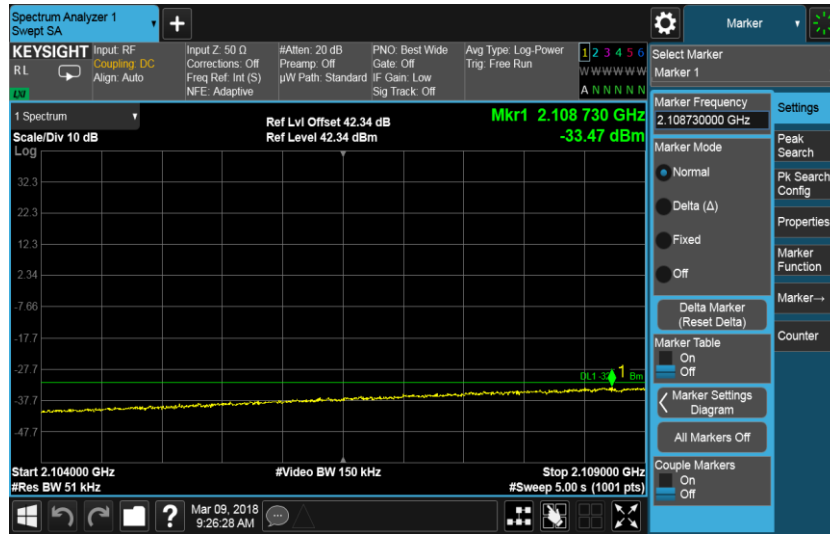 Spectrum Analyzer 1
Swept SA
+
Marker
KEYSIGHT
RL
LXI
Input: RF
Coupling: DC
Align: Auto
Input Z: 50 Ω
Corrections: Off
Freq Ref: Int (S)
NFE: Adaptive
#Atten: 20 dB
Preamp: Off
µW Path: Standard
PNO: Best Wide
Gate: Off
IF Gain: Low
Sig Track: Off
Avg Type: Log-Power
Trig: Free Run
1 2 3 4 5 6
W W W W W W
A N N N N N
Select Marker
Marker 1
1 Spectrum
Scale/Div 10 dB
Log
Ref Lvl Offset 42.34 dB
Ref Level 42.34 dBm
Mkr1 2.108 730 GHz
-33.47 dBm
32.3
22.3
12.3
2.34
-7.66
-17.7
-27.7
-37.7
-47.7
1
Start 2.104000 GHz
#Res BW 51 kHz
#Video BW 150 kHz
Stop 2.109000 GHz
#Sweep 5.00 s (1001 pts)
Marker Frequency
2.108730000 GHz
Marker Mode
Normal
Delta (Δ)
Fixed
Off
Delta Marker
(Reset Delta)
Marker Table
On
Off
Marker Settings
Diagram
All Markers Off
Couple Markers
On
Off
Settings
Peak
Search
Pk Search
Config
Properties
Marker
Function
Marker→
Counter
?
Mar 09, 2018
9:26:28 AM